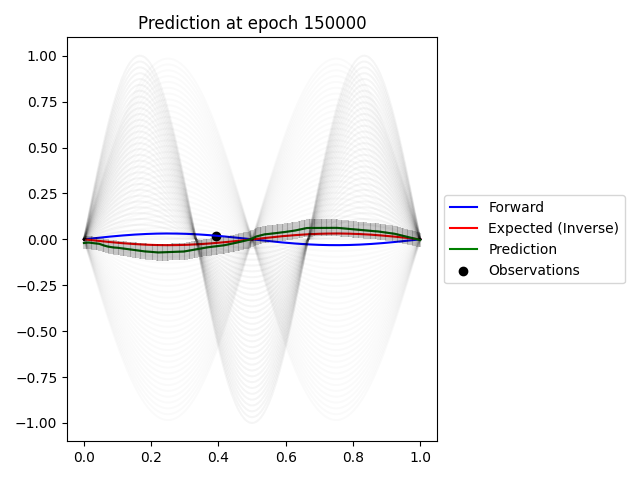 Prediction at epoch 150000
1.00
0.75
0.50
0.25
0.00
−0.25
−0.50
−0.75
−1.00
0.0 0.2 0.4 0.6 0.8 1.0
Forward
Expected (Inverse)
Prediction
Observations